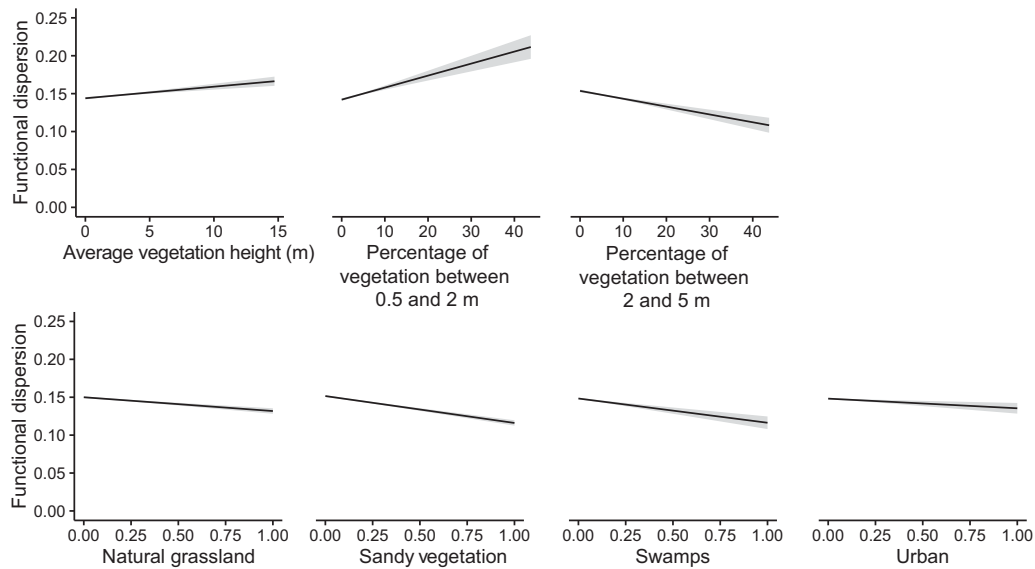 Functional dispersion
0.25
0.20
0.15
0.10
0.05
0.00
0 5 10 15
Average vegetation height (m)
0 10 20 30 40
Percentage of
vegetation between
0.5 and 2 m
0 10 20 30 40
Percentage of
vegetation between
2 and 5 m
Functional dispersion
0.25
0.20
0.15
0.10
0.05
0.00
0.00 0.25 0.50 0.75 1.00
Natural grassland
0.00 0.25 0.50 0.75 1.00
Sandy vegetation
0.00 0.25 0.50 0.75 1.00
Swamps
0.00 0.25 0.50 0.75 1.00
Urban